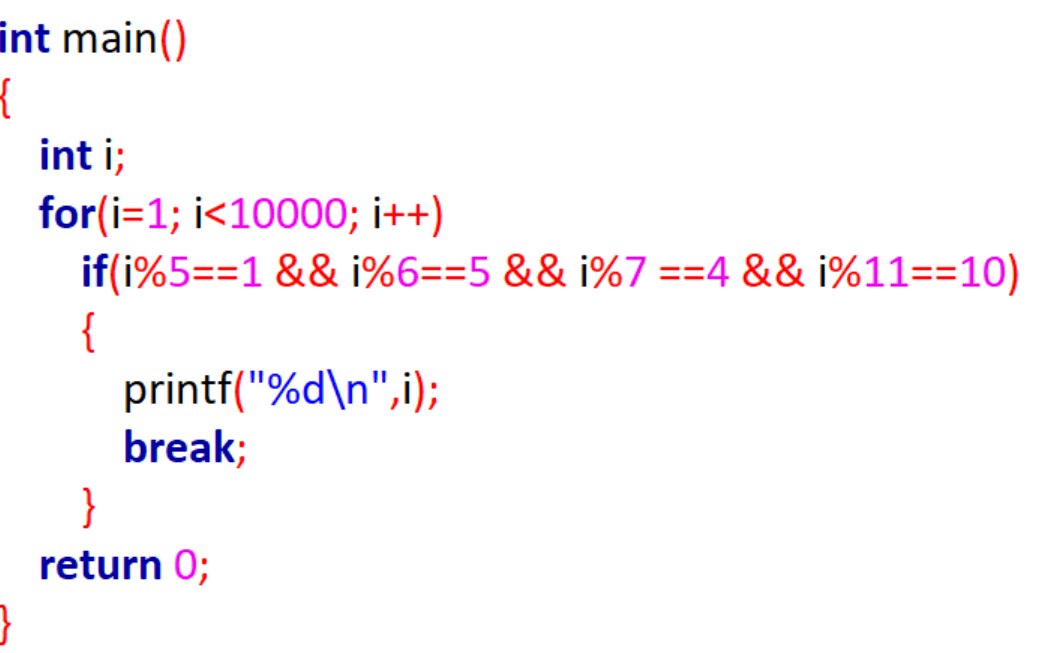 int main()
{
int i;
for(i=1; i<10000; i++)
if(i%5==1 && i%6==5 && i%7 ==4 && i%11==10)
{
printf("%d\n",i);
break;
}
return 0;
}